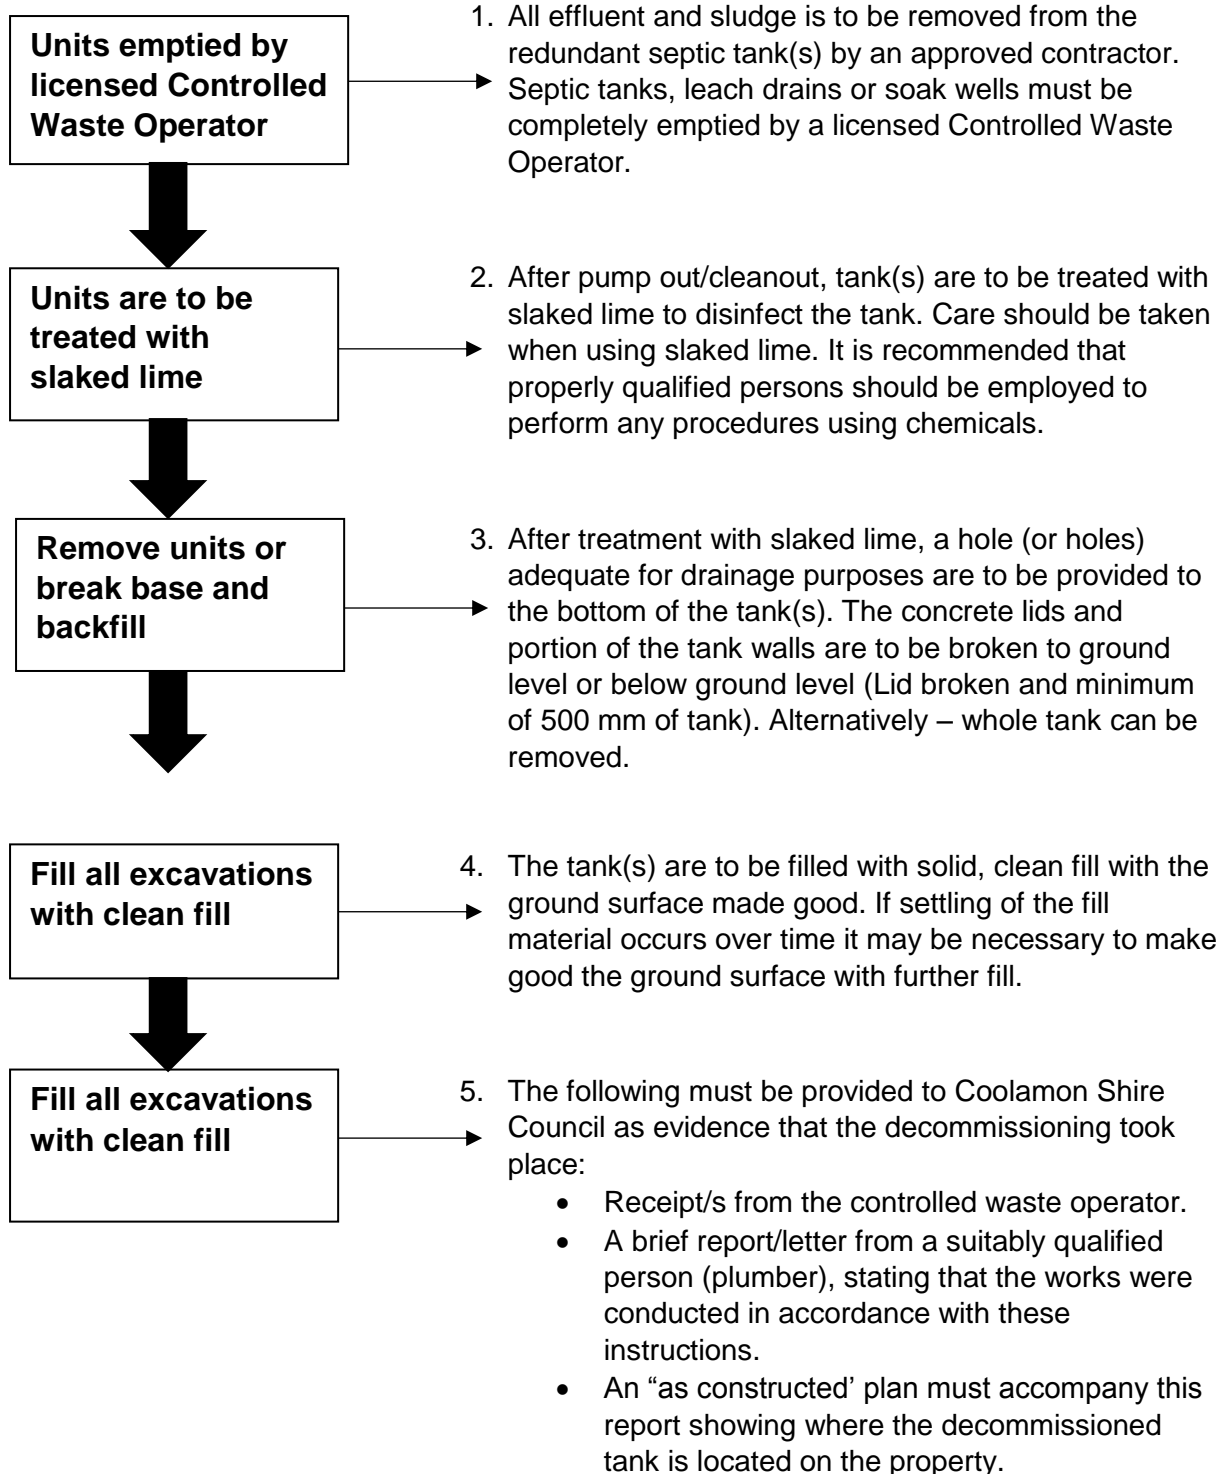 Units emptied by
licensed Controlled
Waste Operator
1. All effluent and sludge is to be removed from the
redundant septic tank(s) by an approved contractor.
Septic tanks, leach drains or soak wells must be
completely emptied by a licensed Controlled Waste
Operator.
Units are to be
treated with
slaked lime
2. After pump out/cleanout, tank(s) are to be treated with
slaked lime to disinfect the tank. Care should be taken
when using slaked lime. It is recommended that
properly qualified persons should be employed to
perform any procedures using chemicals.
Remove units or
break base and
backfill
3. After treatment with slaked lime, a hole (or holes)
adequate for drainage purposes are to be provided to
the bottom of the tank(s). The concrete lids and
portion of the tank walls are to be broken to ground
level or below ground level (Lid broken and minimum
of 500 mm of tank). Alternatively – whole tank can be
removed.
Fill all excavations
with clean fill
4. The tank(s) are to be filled with solid, clean fill with the
ground surface made good. If settling of the fill
material occurs over time it may be necessary to make
good the ground surface with further fill.
Fill all excavations
with clean fill
5. The following must be provided to Coolamon Shire
Council as evidence that the decommissioning took
place:
• Receipt/s from the controlled waste operator.
• A brief report/letter from a suitably qualified
person (plumber), stating that the works were
conducted in accordance with these
instructions.
• An “as constructed’ plan must accompany this
report showing where the decommissioned
tank is located on the property.